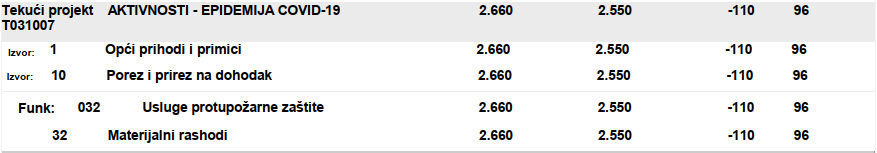 Tekući projekt AKTIVNOSTI - EPIDEMIJA COVID-19 2.660 2.550 -110 96
T031007
Izvor: 1 Opći prihodi i primici 2.660 2.550 -110 96
Izvor: 10 Porez i prirez na dohodak 2.660 2.550 -110 96
Funk: 032 Usluge protupožarne zaštite 2.660 2.550 -110 96
32 Materijalni rashodi 2.660 2.550 -110 96